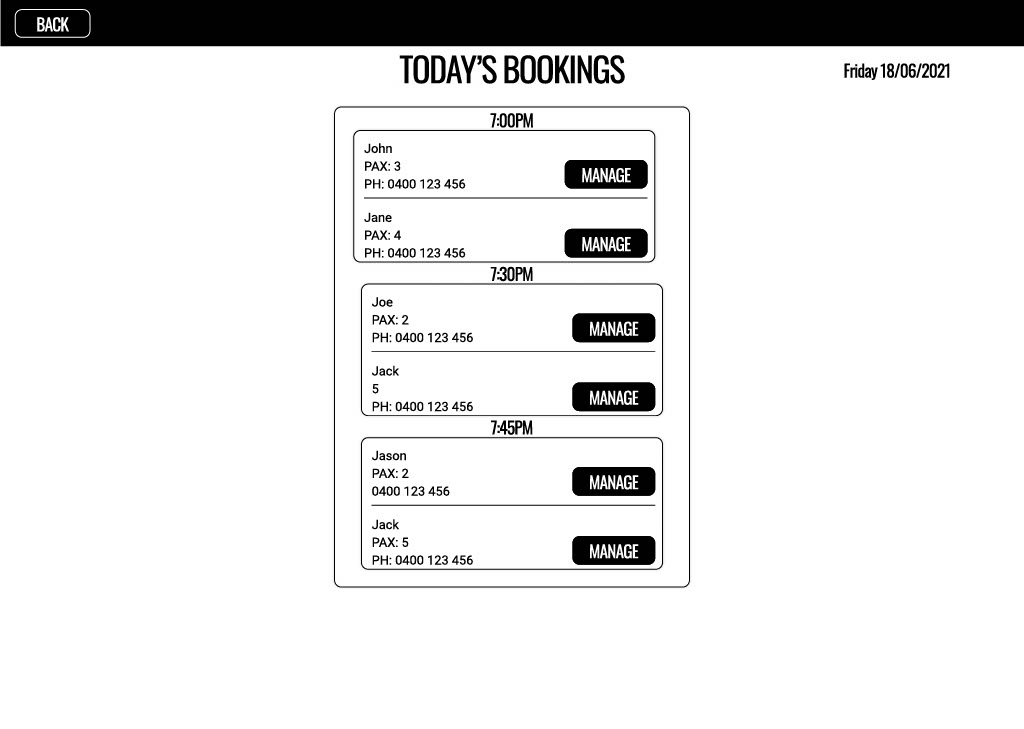 BACK
TODAY'S BOOKINGS
Friday 18/06/2021
7:00PM
John
PAX: 3
PH: 0400 123 456
MANAGE
Jane
PAX: 4
PH: 0400 123 456
MANAGE
7:30PM
Joe
PAX: 2
PH: 0400 123 456
MANAGE
Jack
5
PH: 0400 123 456
MANAGE
7:45PM
Jason
PAX: 2
0400 123 456
MANAGE
Jack
PAX: 5
PH: 0400 123 456
MANAGE